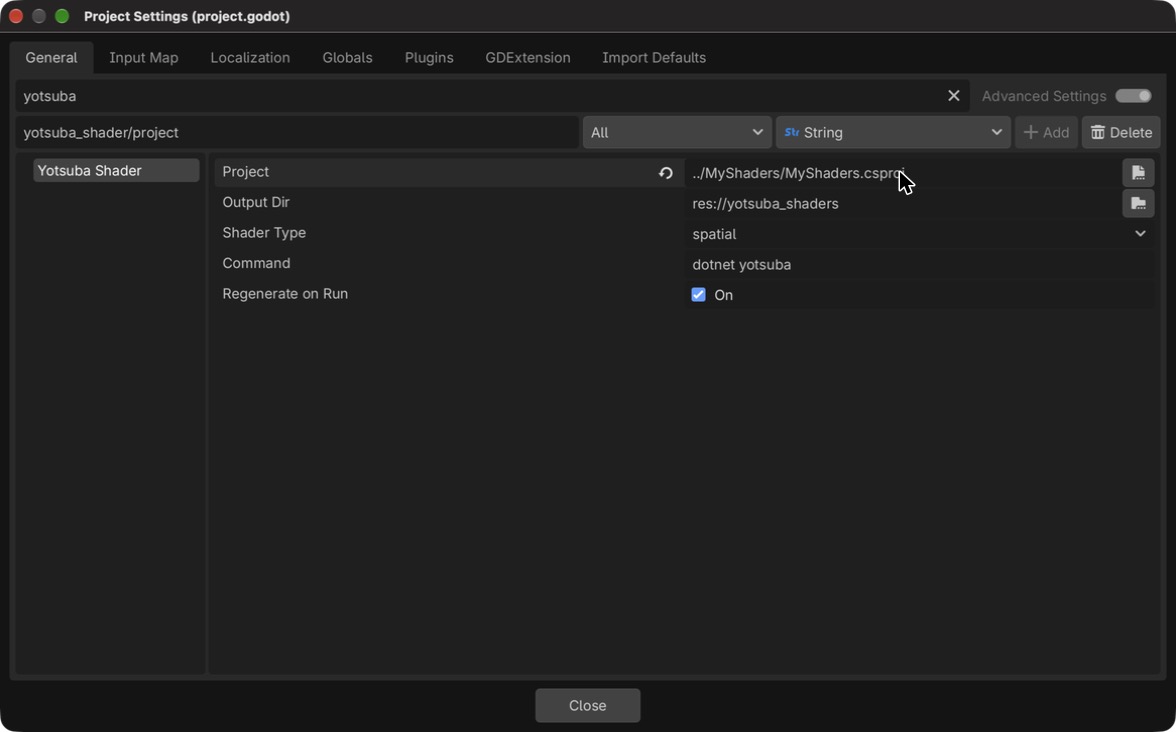 Project Settings (project.godot)
General Input Map Localization Globals Plugins GDExtension Import Defaults
yotsuba Advanced Settings
yotsuba_shader/project All Str String Add Delete
Yotsuba Shader
Project ../MyShaders/MyShaders.csproj
Output Dir res://yotsuba_shaders
Shader Type spatial
Command dotnet yotsuba
Regenerate on Run On
Close